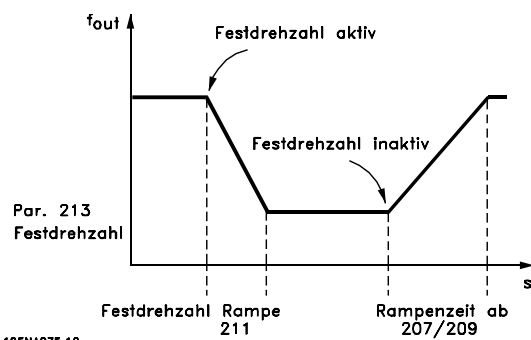 fout
Festdrehzahl aktiv
Festdrehzahl inaktiv
Par. 213
Festdrehzahl
s
Festdrehzahl Rampe
211
Rampenzeit ab
207/209